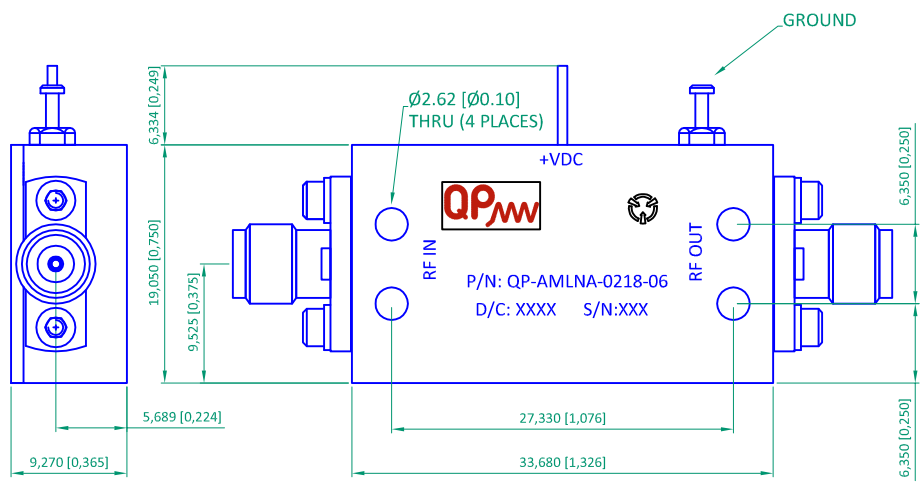 GROUND
6,334 [0,249]
Ø2.62 [Ø0.10]
THRU (4 PLACES)
+VDC
6,350 [0,250]
QP
19,050 [0,750]
RF IN
RF OUT
9,525 [0,375]
P/N: QP-AMLNA-0218-06
D/C: XXXX S/N:XXX
5,689 [0,224]
27,330 [1,076]
6,350 [0,250]
9,270 [0,365]
33,680 [1,326]